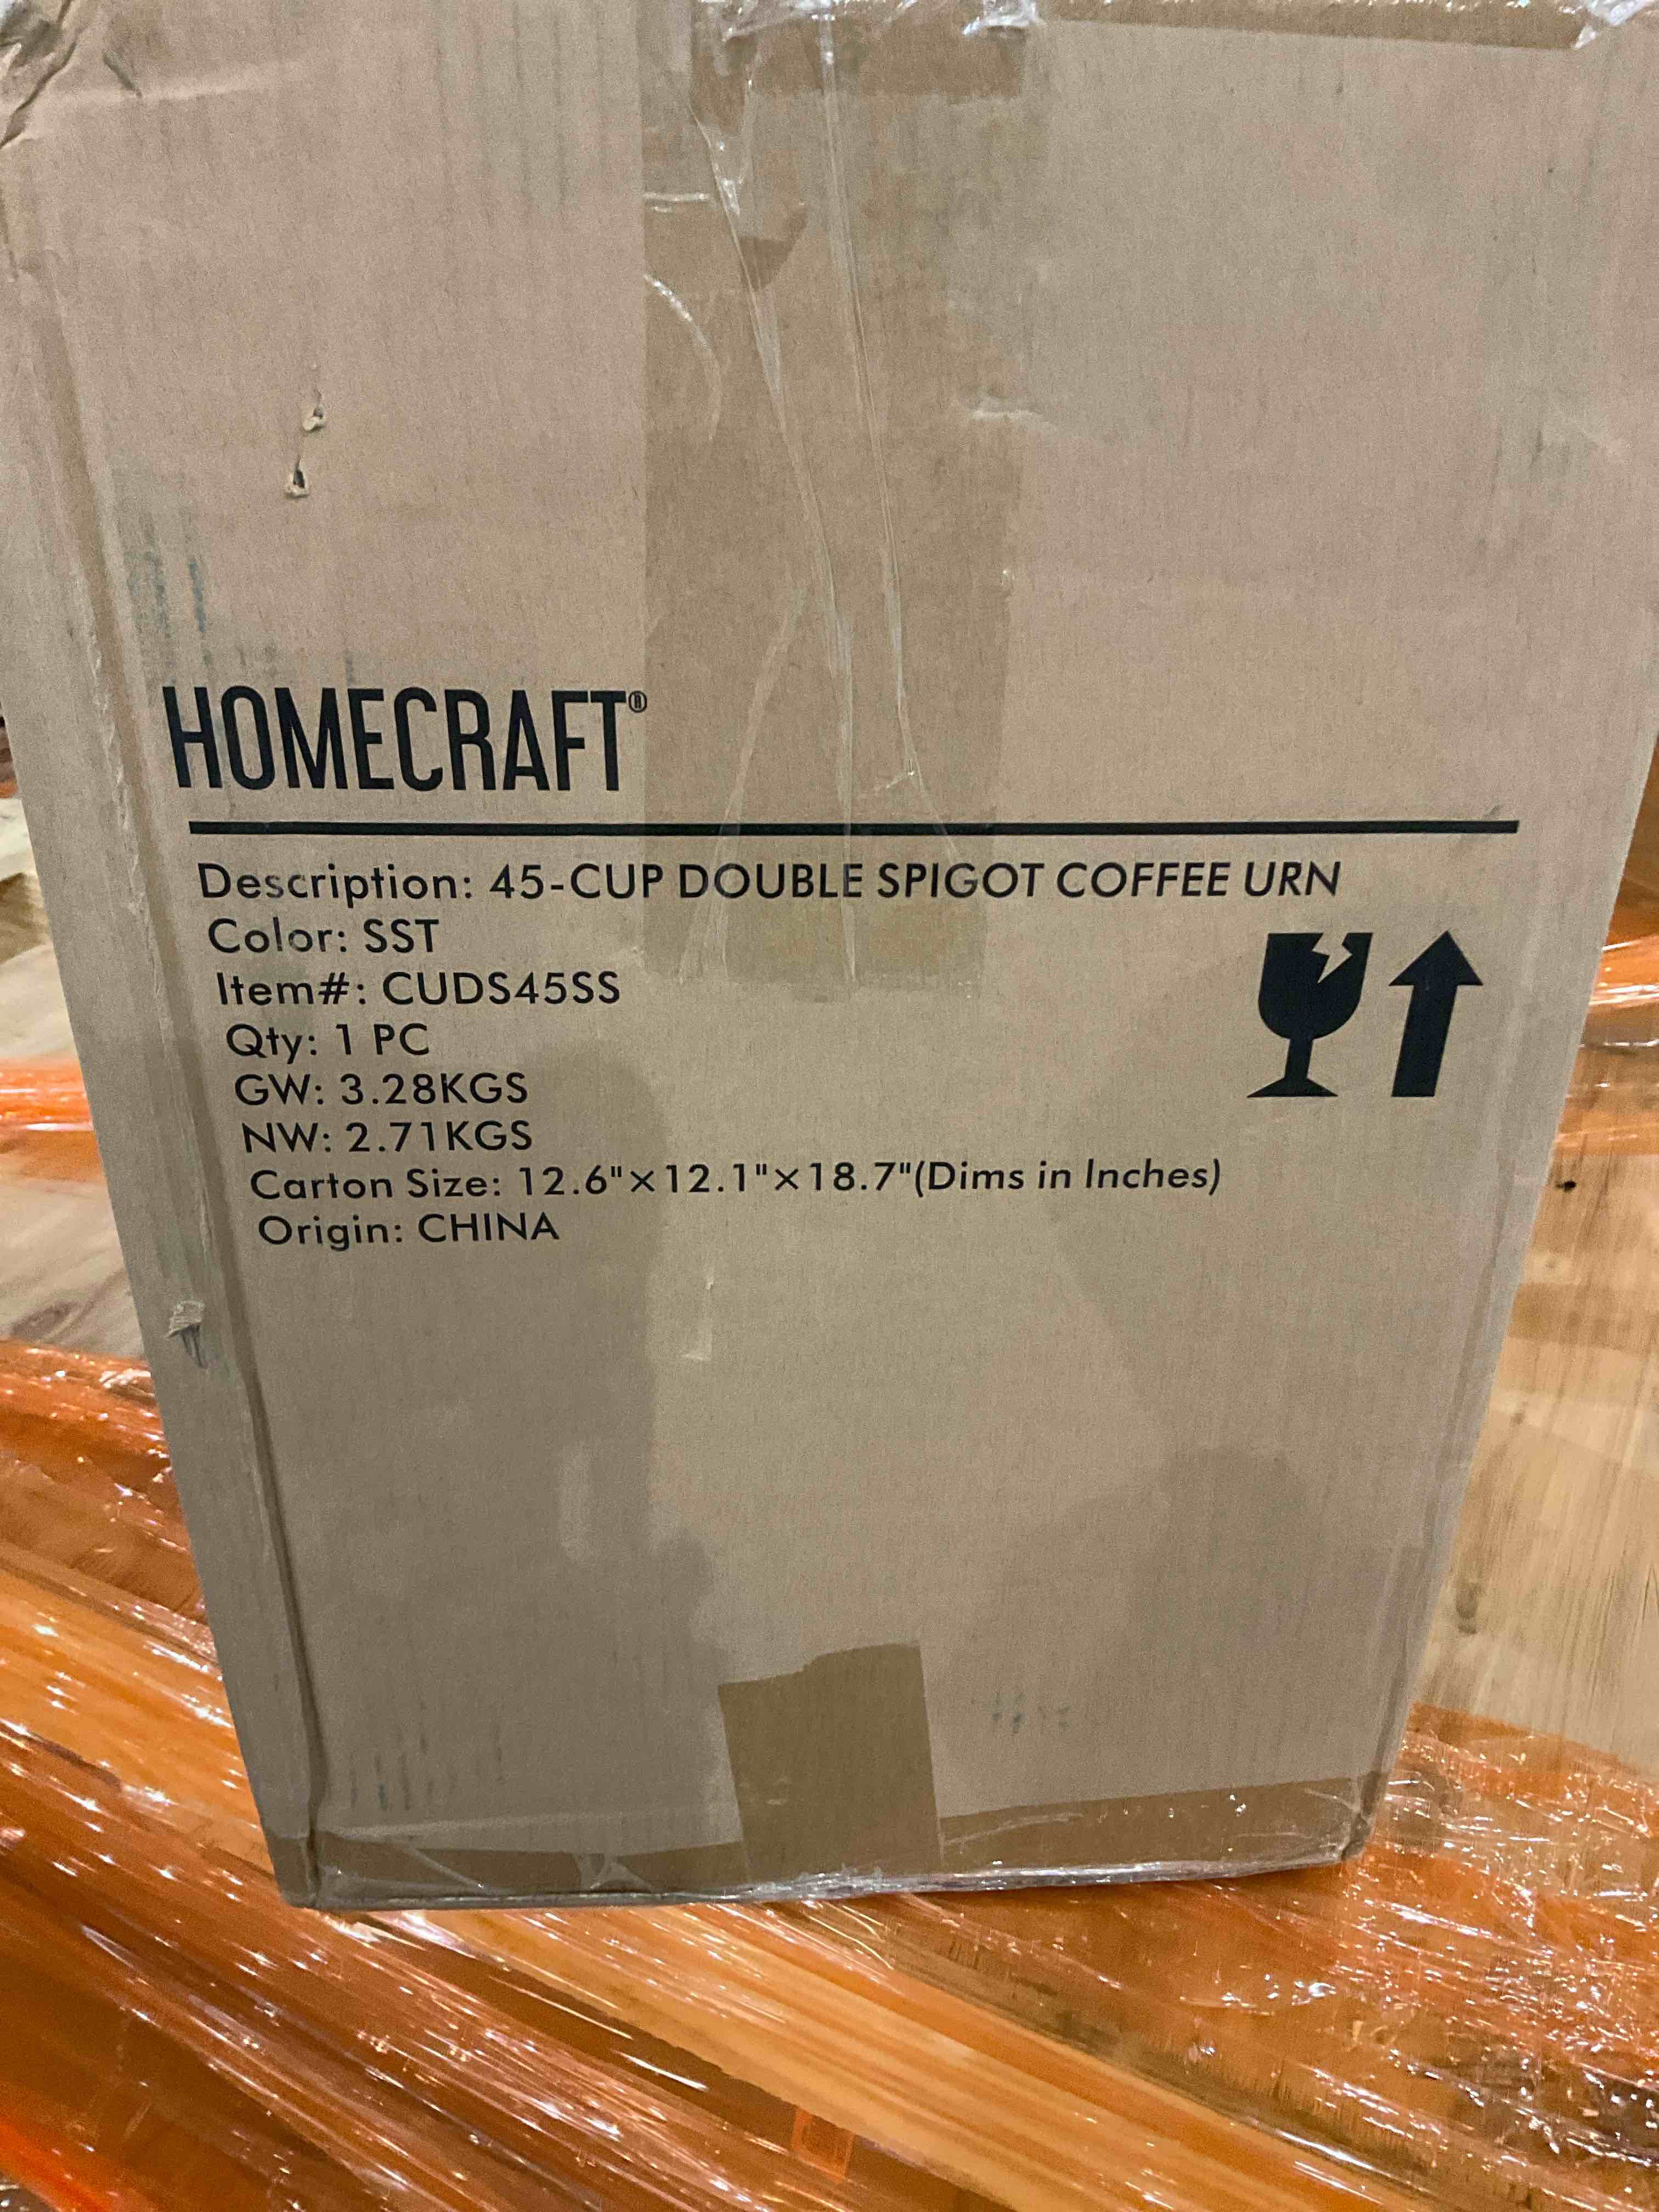 HOMECRAFT®
Description: 45-CUP DOUBLE SPIGOT COFFEE URN
Color: SST
Item#: CUDS45SS
Qty: 1 PC
GW: 3.28KGS
NW: 2.71KGS
Carton Size: 12.6"×12.1"×18.7"(Dims in Inches)
Origin: CHINA